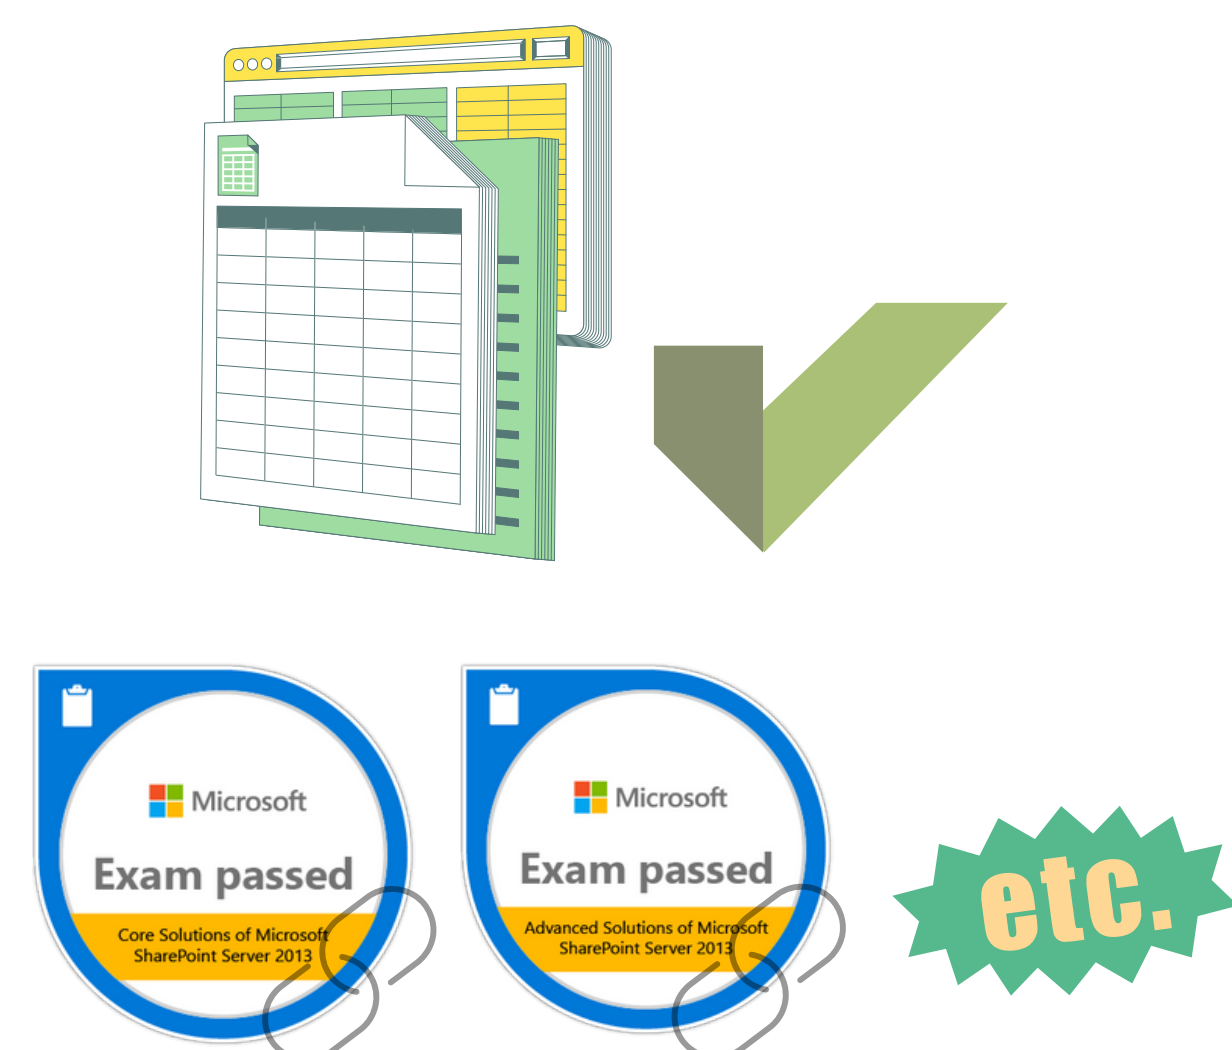 Microsoft
Exam passed
Core Solutions of Microsoft
SharePoint Server 2013
Microsoft
Exam passed
Advanced Solutions of Microsoft
SharePoint Server 2013
etc.